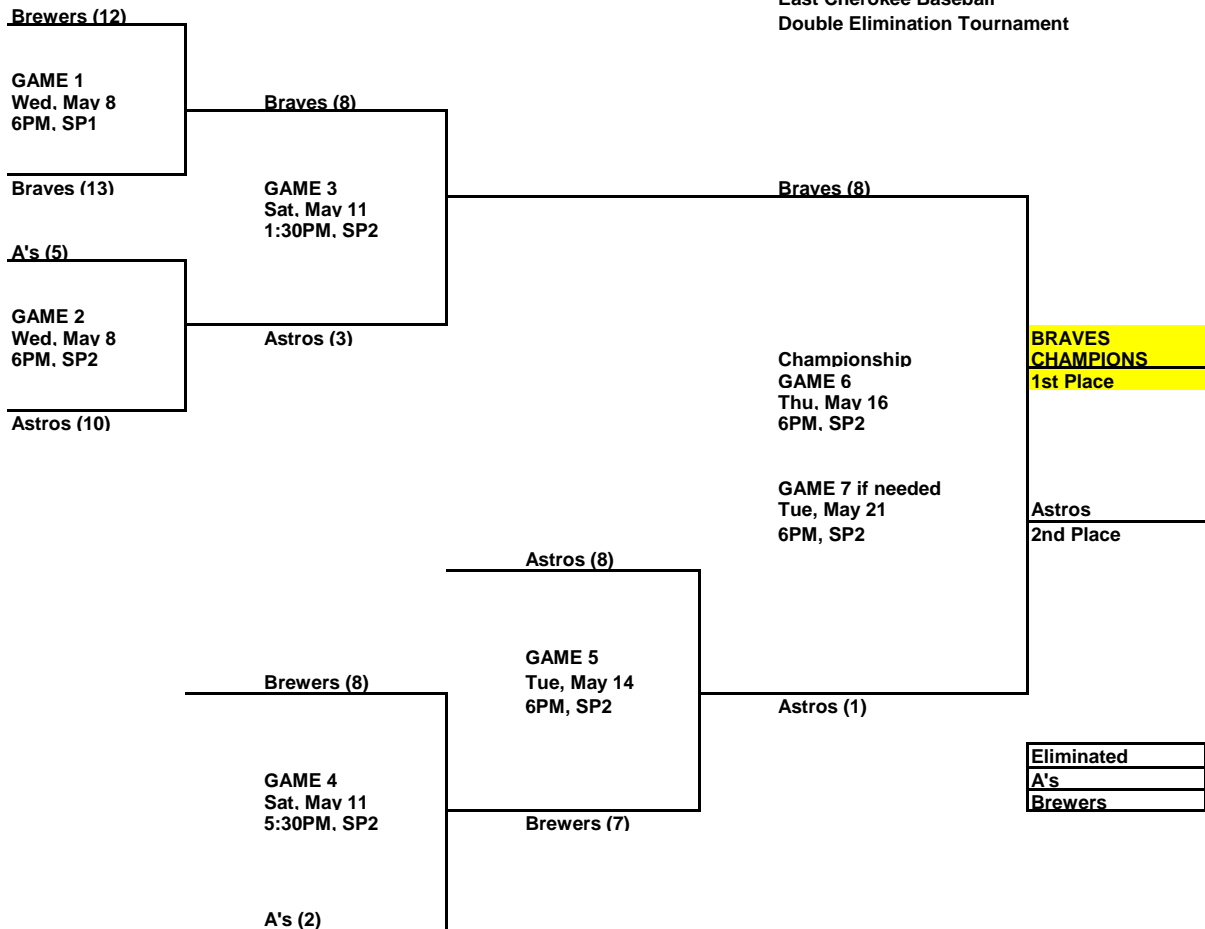 East Cherokee Baseball
Double Elimination Tournament
Brewers (12)
GAME 1
Wed, May 8
6PM, SP1
Braves (13)
A's (5)
GAME 2
Wed, May 8
6PM, SP2
Astros (10)
Braves (8)
GAME 3
Sat, May 11
1:30PM, SP2
Astros (3)
Brewers (8)
GAME 4
Sat, May 11
5:30PM, SP2
A's (2)
Astros (8)
GAME 5
Tue, May 14
6PM, SP2
Brewers (7)
Braves (8)
Championship
GAME 6
Thu, May 16
6PM, SP2
GAME 7 if needed
Tue, May 21
6PM, SP2
Astros (1)
BRAVES
CHAMPIONS
1st Place
Astros
2nd Place
Eliminated
A's
Brewers